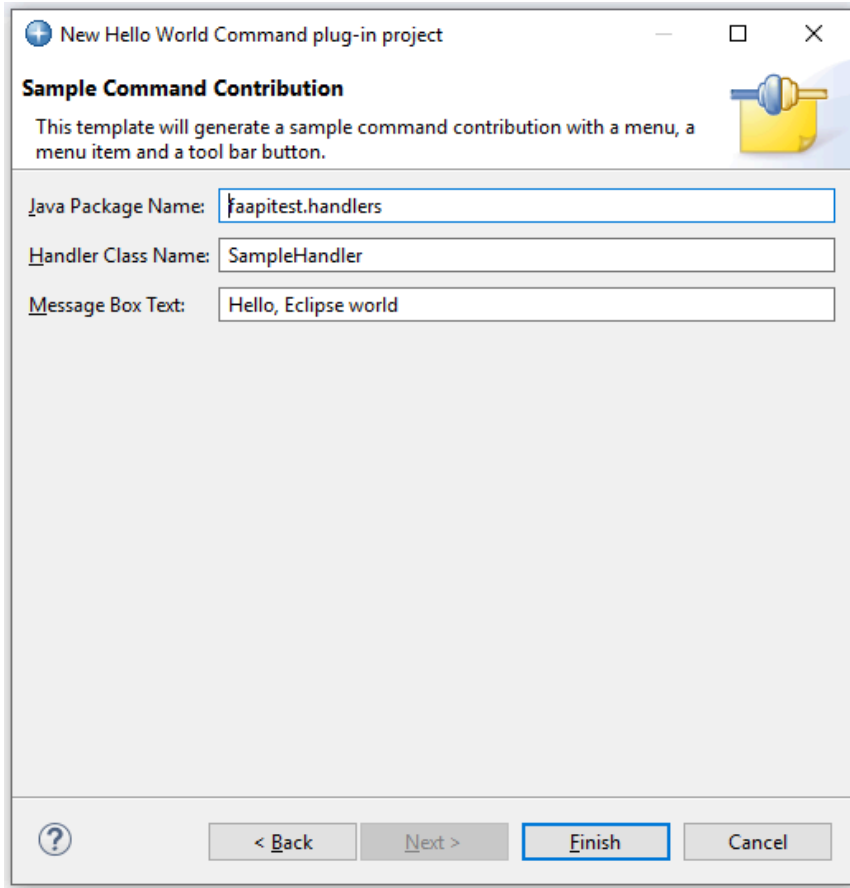 New Hello World Command plug-in project
Sample Command Contribution
This template will generate a sample command contribution with a menu, a
menu item and a tool bar button.
Java Package Name: faapitest.handlers
Handler Class Name: SampleHandler
Message Box Text: Hello, Eclipse world
? < Back Next > Finish Cancel